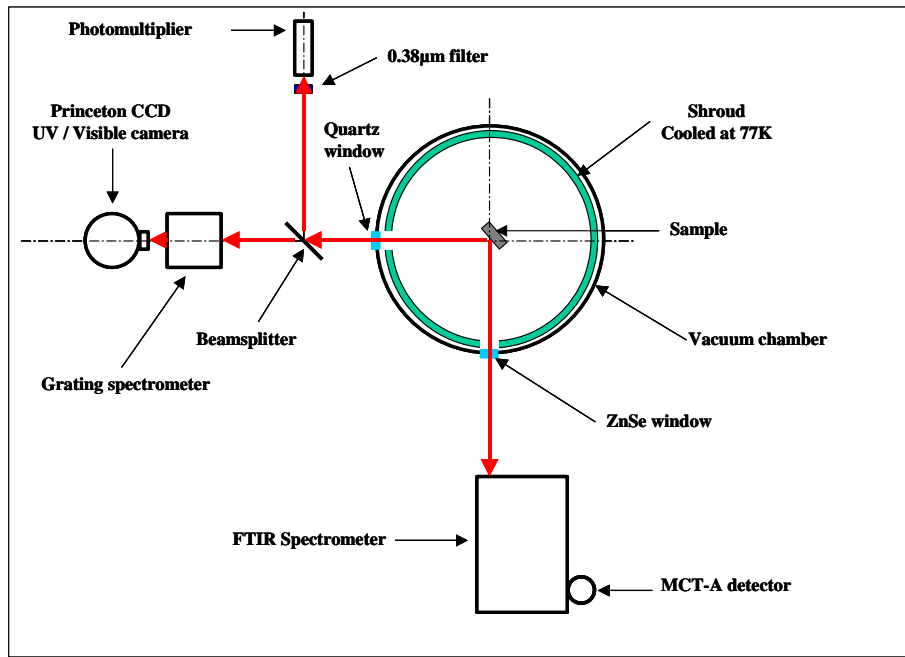 Photomultiplier
0.38µm filter
Princeton CCD
UV / Visible camera
Quartz
window
Shroud
Cooled at 77K
Sample
Beamsplitter
Vacuum chamber
Grating spectrometer
ZnSe window
FTIR Spectrometer
MCT-A detector